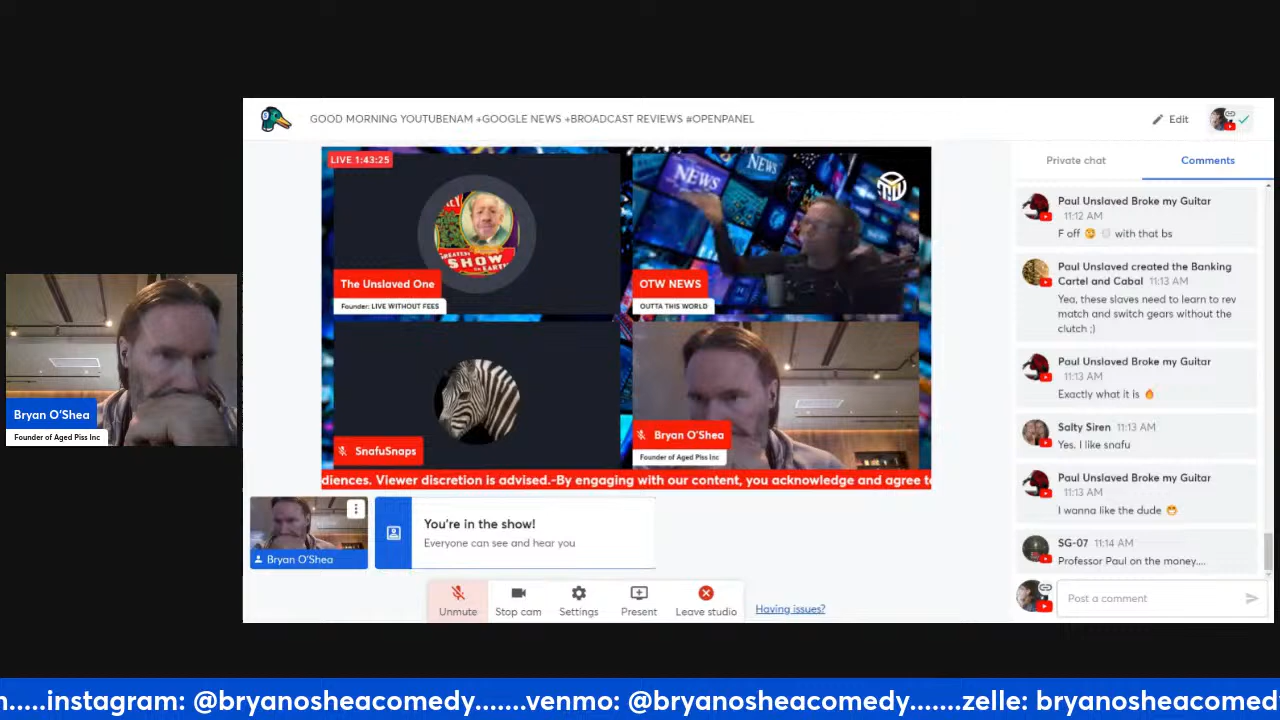 GOOD MORNING YOUTUBENAM +GOOGLE NEWS +BROADCAST REVIEWS #OPENPANEL
Edit
LIVE 1:43:25
NEWS
NEWS
The Unslaved One
Founder: LIVE WITHOUT FEES
GREATEST
SHOW
ON EARTH
OTW NEWS
OUTTA THIS WORLD
SnafuSnaps
Bryan O'Shea
Founder of Aged Piss Inc
diences. Viewer discretion is advised.-By engaging with our content, you acknowledge and agree to
Bryan O'Shea
Founder of Aged Piss Inc
Bryan O'Shea
You're in the show!
Everyone can see and hear you
Unmute
Stop cam
Settings
Present
Leave studio
Having issues?
Private chat
Comments
Paul Unslaved Broke my Guitar
11:12 AM
F off 🤨 with that bs
Paul Unslaved created the Banking
Cartel and Cabal 11:13 AM
Yea, these slaves need to learn to rev
match and switch gears without the
clutch ;)
Paul Unslaved Broke my Guitar
11:13 AM
Exactly what it is 🔥
Salty Siren 11:13 AM
Yes. I like snafu
Paul Unslaved Broke my Guitar
11:13 AM
I wanna like the dude 😁
SG-07 11:14 AM
Professor Paul on the money....
Post a comment
n.....instagram: @bryanosheacomedy.......venmo: @bryanosheacomedy.......zelle: bryanosheacomed